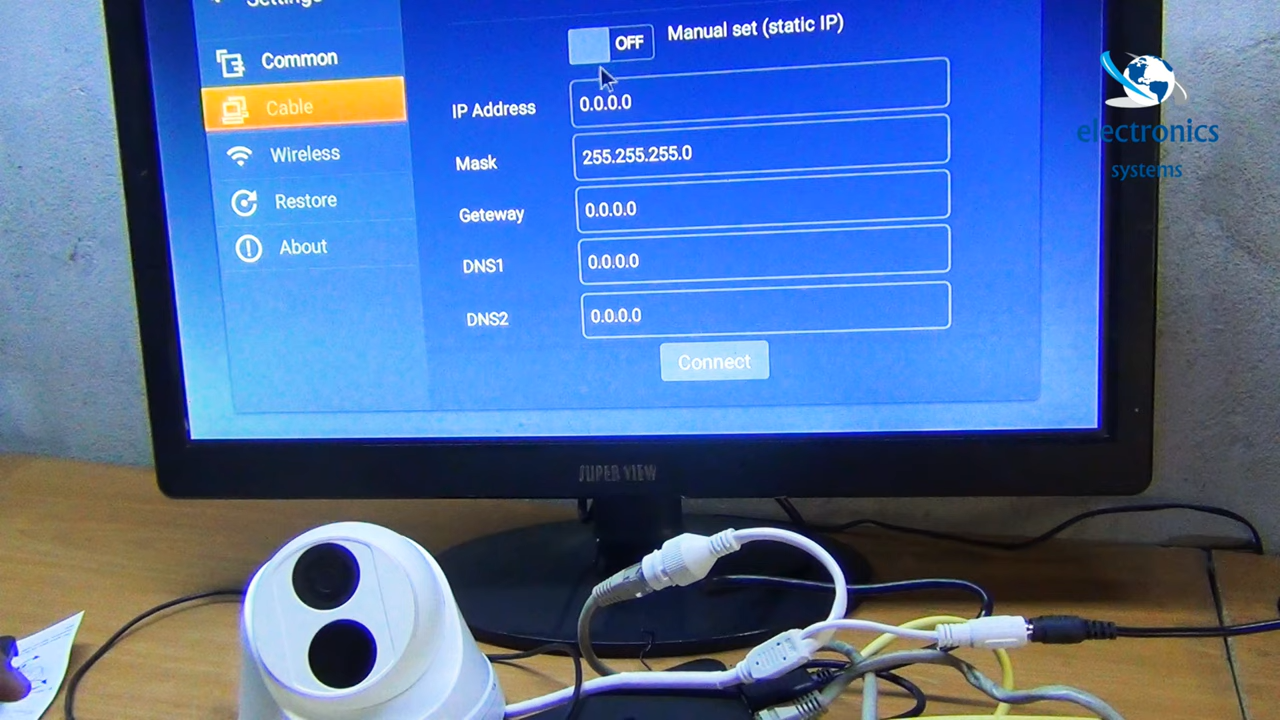 Settings
Common
Cable
Wireless
Restore
About
OFF
Manual set (static IP)
IP Address
0.0.0.0
Mask
255.255.255.0
Geteway
0.0.0.0
DNS1
0.0.0.0
DNS2
0.0.0.0
Connect
SUPER VIEW
electronics
systems